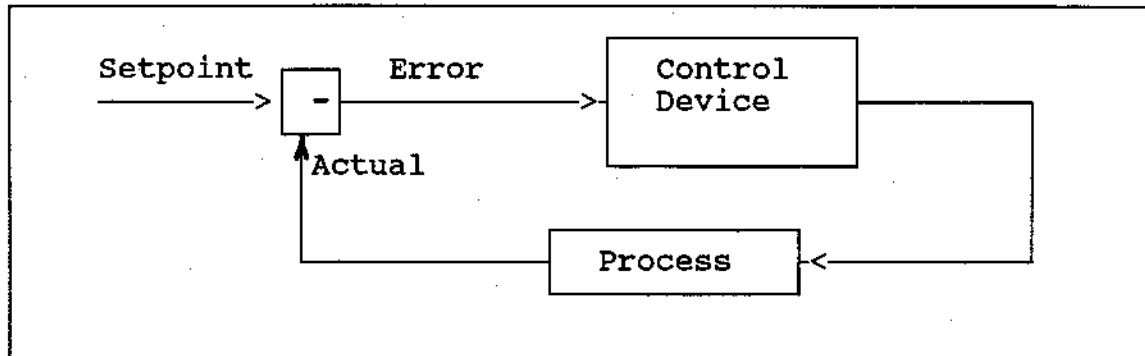 Setpoint
Error
Control
Device
-
Actual
Process